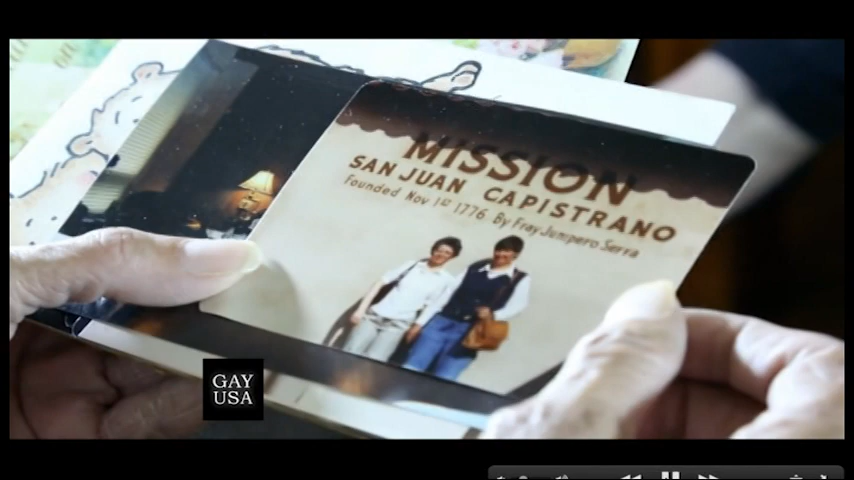 MISSION
SAN JUAN CAPISTRANO
Founded Nov 1st 1776. By Fray Junipero Serra
GAY
USA